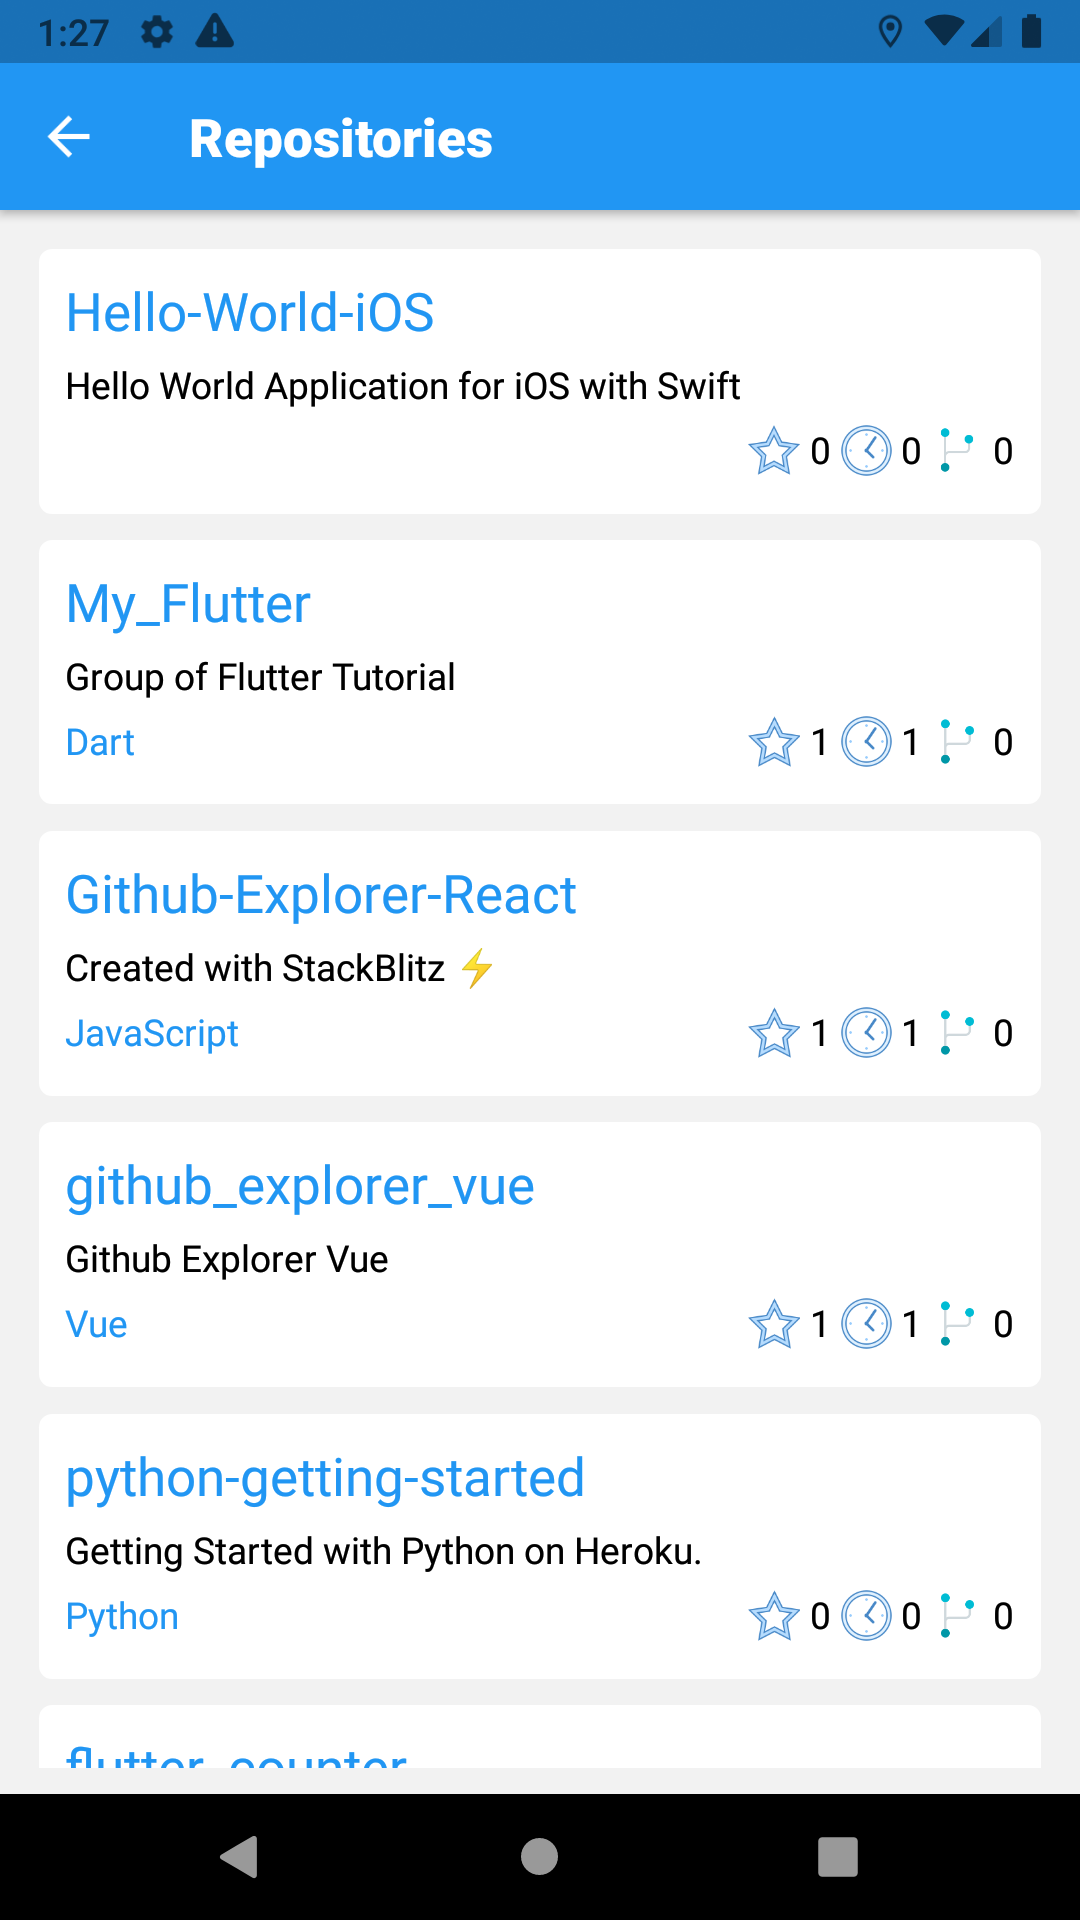 1:27
Repositories
Hello-World-iOS
Hello World Application for iOS with Swift
0 0 0
My_Flutter
Group of Flutter Tutorial
Dart 1 1 0
Github-Explorer-React
Created with StackBlitz ⚡
JavaScript 1 1 0
github_explorer_vue
Github Explorer Vue
Vue 1 1 0
python-getting-started
Getting Started with Python on Heroku.
Python 0 0 0
flutter_counter